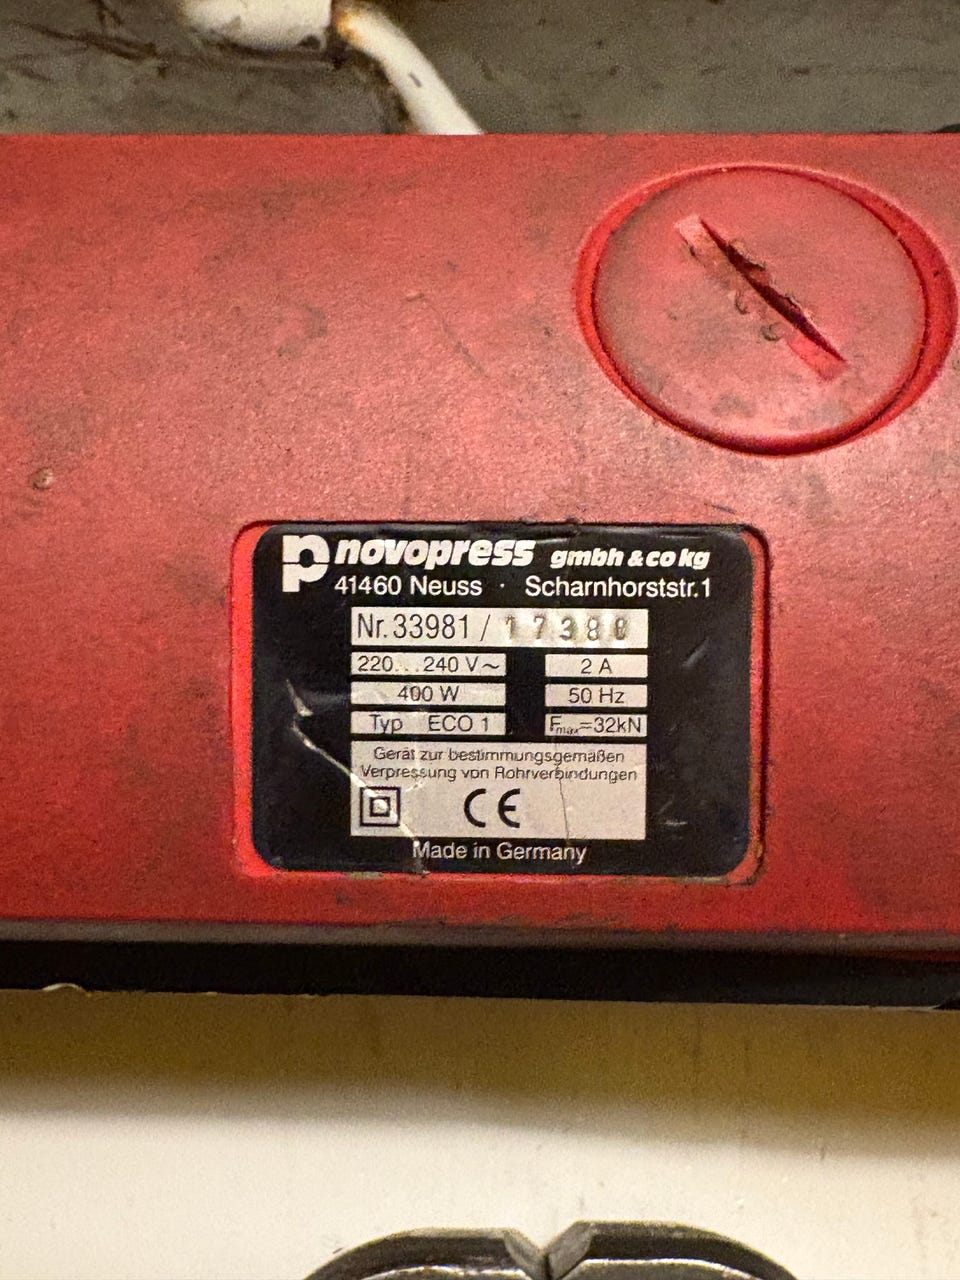 novopress gmbh & co kg
41460 Neuss · Scharnhorststr. 1
Nr. 33981 /
220...240 V~ 2 A
400 W 50 Hz
Typ ECO 1 Fmax=32kN
Gerät zur bestimmungsgemäßen
Verpressung von Rohrverbindungen
CE
Made in Germany